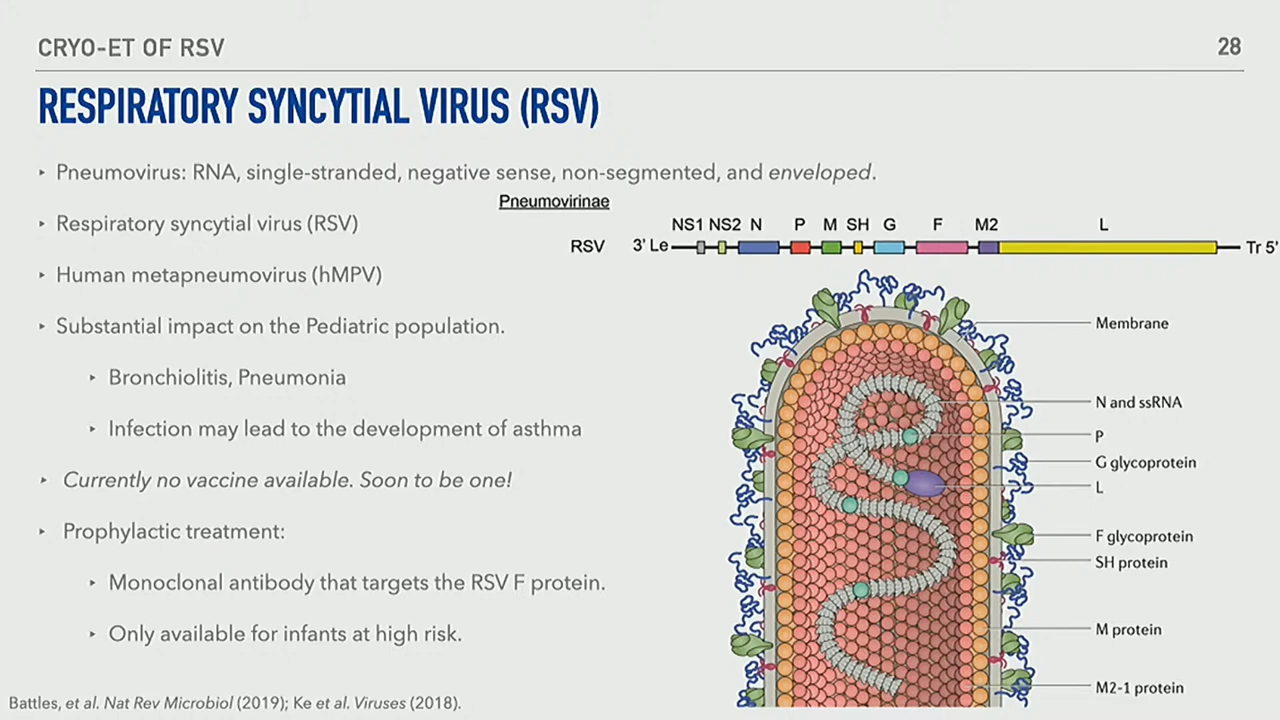 CRYO-ET OF RSV
28
RESPIRATORY SYNCYTIAL VIRUS (RSV)
‣ Pneumovirus: RNA, single-stranded, negative sense, non-segmented, and enveloped.
‣ Respiratory syncytial virus (RSV)
‣ Human metapneumovirus (hMPV)
‣ Substantial impact on the Pediatric population.
‣ Bronchiolitis, Pneumonia
‣ Infection may lead to the development of asthma
‣ Currently no vaccine available. Soon to be one!
‣ Prophylactic treatment:
‣ Monoclonal antibody that targets the RSV F protein.
‣ Only available for infants at high risk.
Pneumovirinae
NS1 NS2 N P M SH G F M2 L
RSV 3' Le Tr 5'
Membrane
N and ssRNA
P
G glycoprotein
L
F glycoprotein
SH protein
M protein
M2-1 protein
Battles, et al. Nat Rev Microbiol (2019); Ke et al. Viruses (2018).